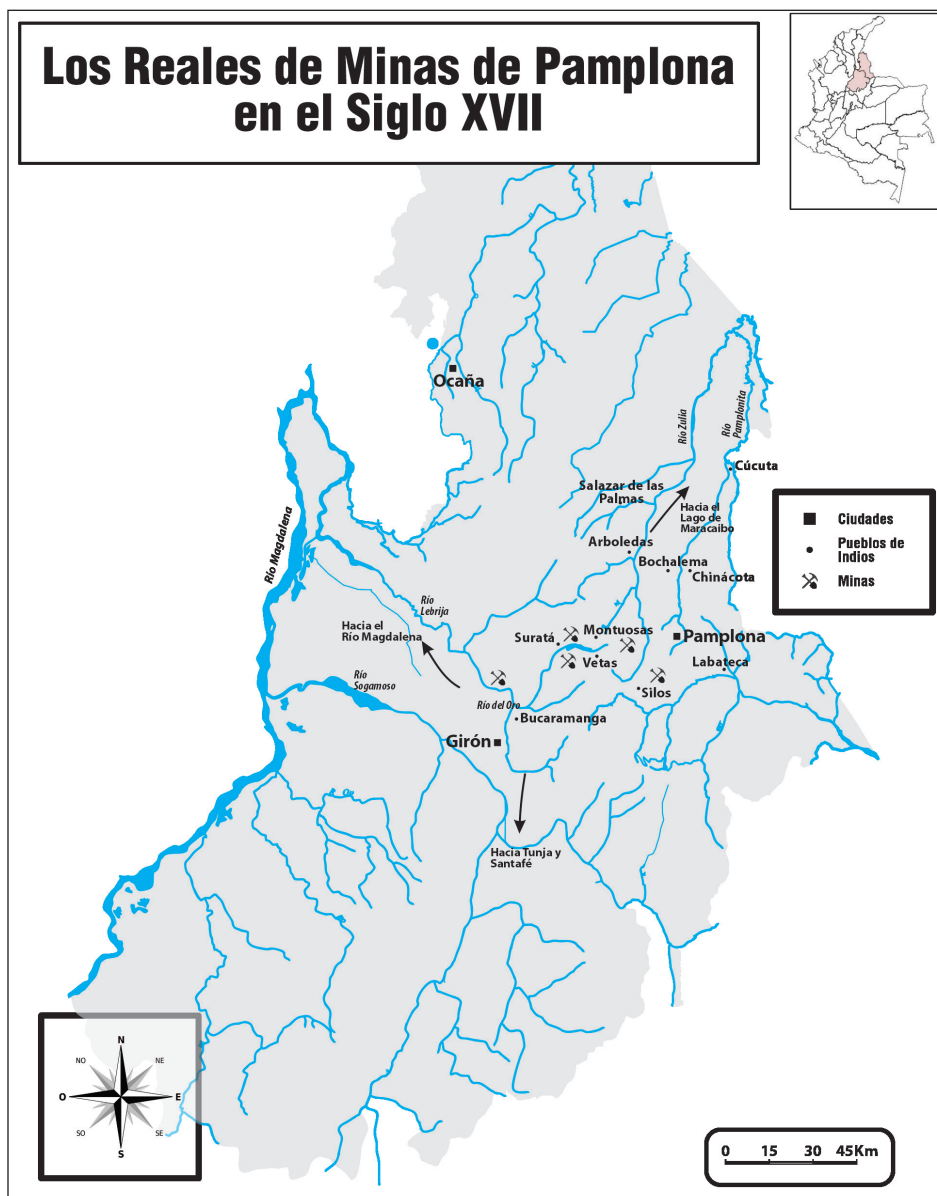 Los Reales de Minas de Pamplona
en el Siglo XVII
Ocaña
Río Zulia
Río
Pamplonita
Cúcuta
Salazar de las
Palmas
Hacia el
Lago de
Maracaibo
Río Magdalena
Ciudades
Pueblos de
Indios
Minas
Arboledas
Bochalema
Chinácota
Río
Lebrija
Hacia el
Río Magdalena
Suratá
Montuosas
Pamplona
Vetas
Labateca
Río
Sogamoso
Silos
Río del Oro
Bucaramanga
Girón
Hacia Tunja y
Santafé
N
NO
NE
O
E
SO
SE
S
0 15 30 45Km